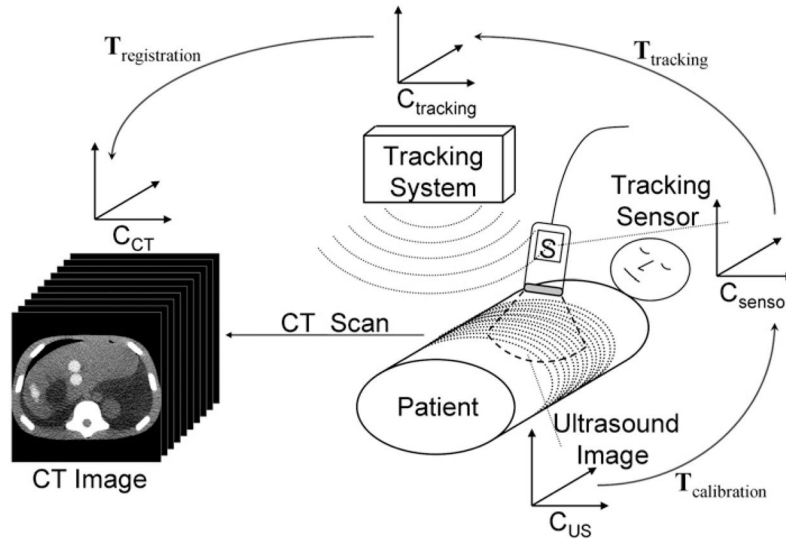 T registration
T tracking
C tracking
Tracking
System
Tracking
Sensor
C CT
S
C senso
CT Scan
Patient
Ultrasound
Image
CT Image
T calibration
C US